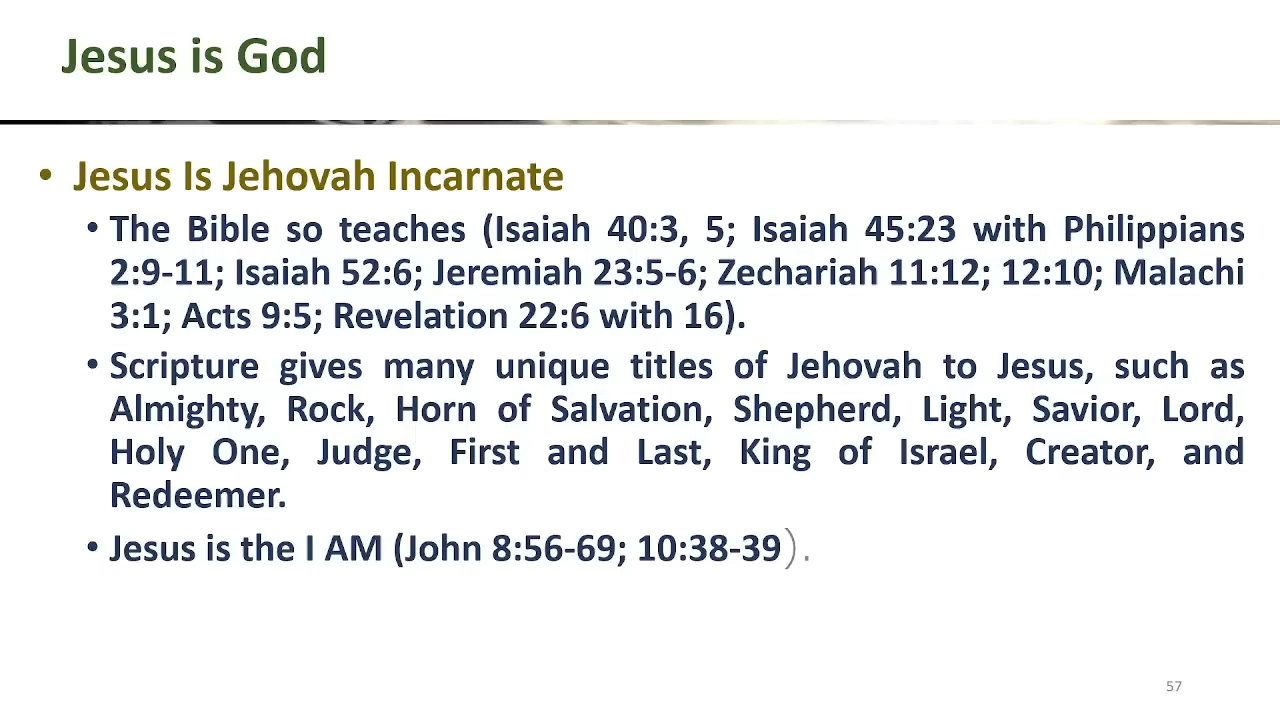 Jesus is God
• Jesus Is Jehovah Incarnate
• The Bible so teaches (Isaiah 40:3, 5; Isaiah 45:23 with Philippians
2:9-11; Isaiah 52:6; Jeremiah 23:5-6; Zechariah 11:12; 12:10; Malachi
3:1; Acts 9:5; Revelation 22:6 with 16).
• Scripture gives many unique titles of Jehovah to Jesus, such as
Almighty, Rock, Horn of Salvation, Shepherd, Light, Savior, Lord,
Holy One, Judge, First and Last, King of Israel, Creator, and
Redeemer.
• Jesus is the I AM (John 8:56-69; 10:38-39).
57